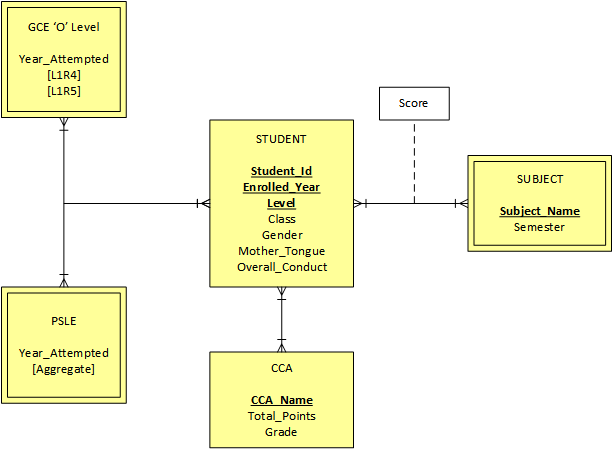 GCE ‘O’ Level
Year_Attempted
[L1R4]
[L1R5]
Score
STUDENT
Student_Id
Enrolled_Year
Level
Class
Gender
Mother_Tongue
Overall_Conduct
SUBJECT
Subject_Name
Semester
PSLE
Year_Attempted
[Aggregate]
CCA
CCA_Name
Total_Points
Grade